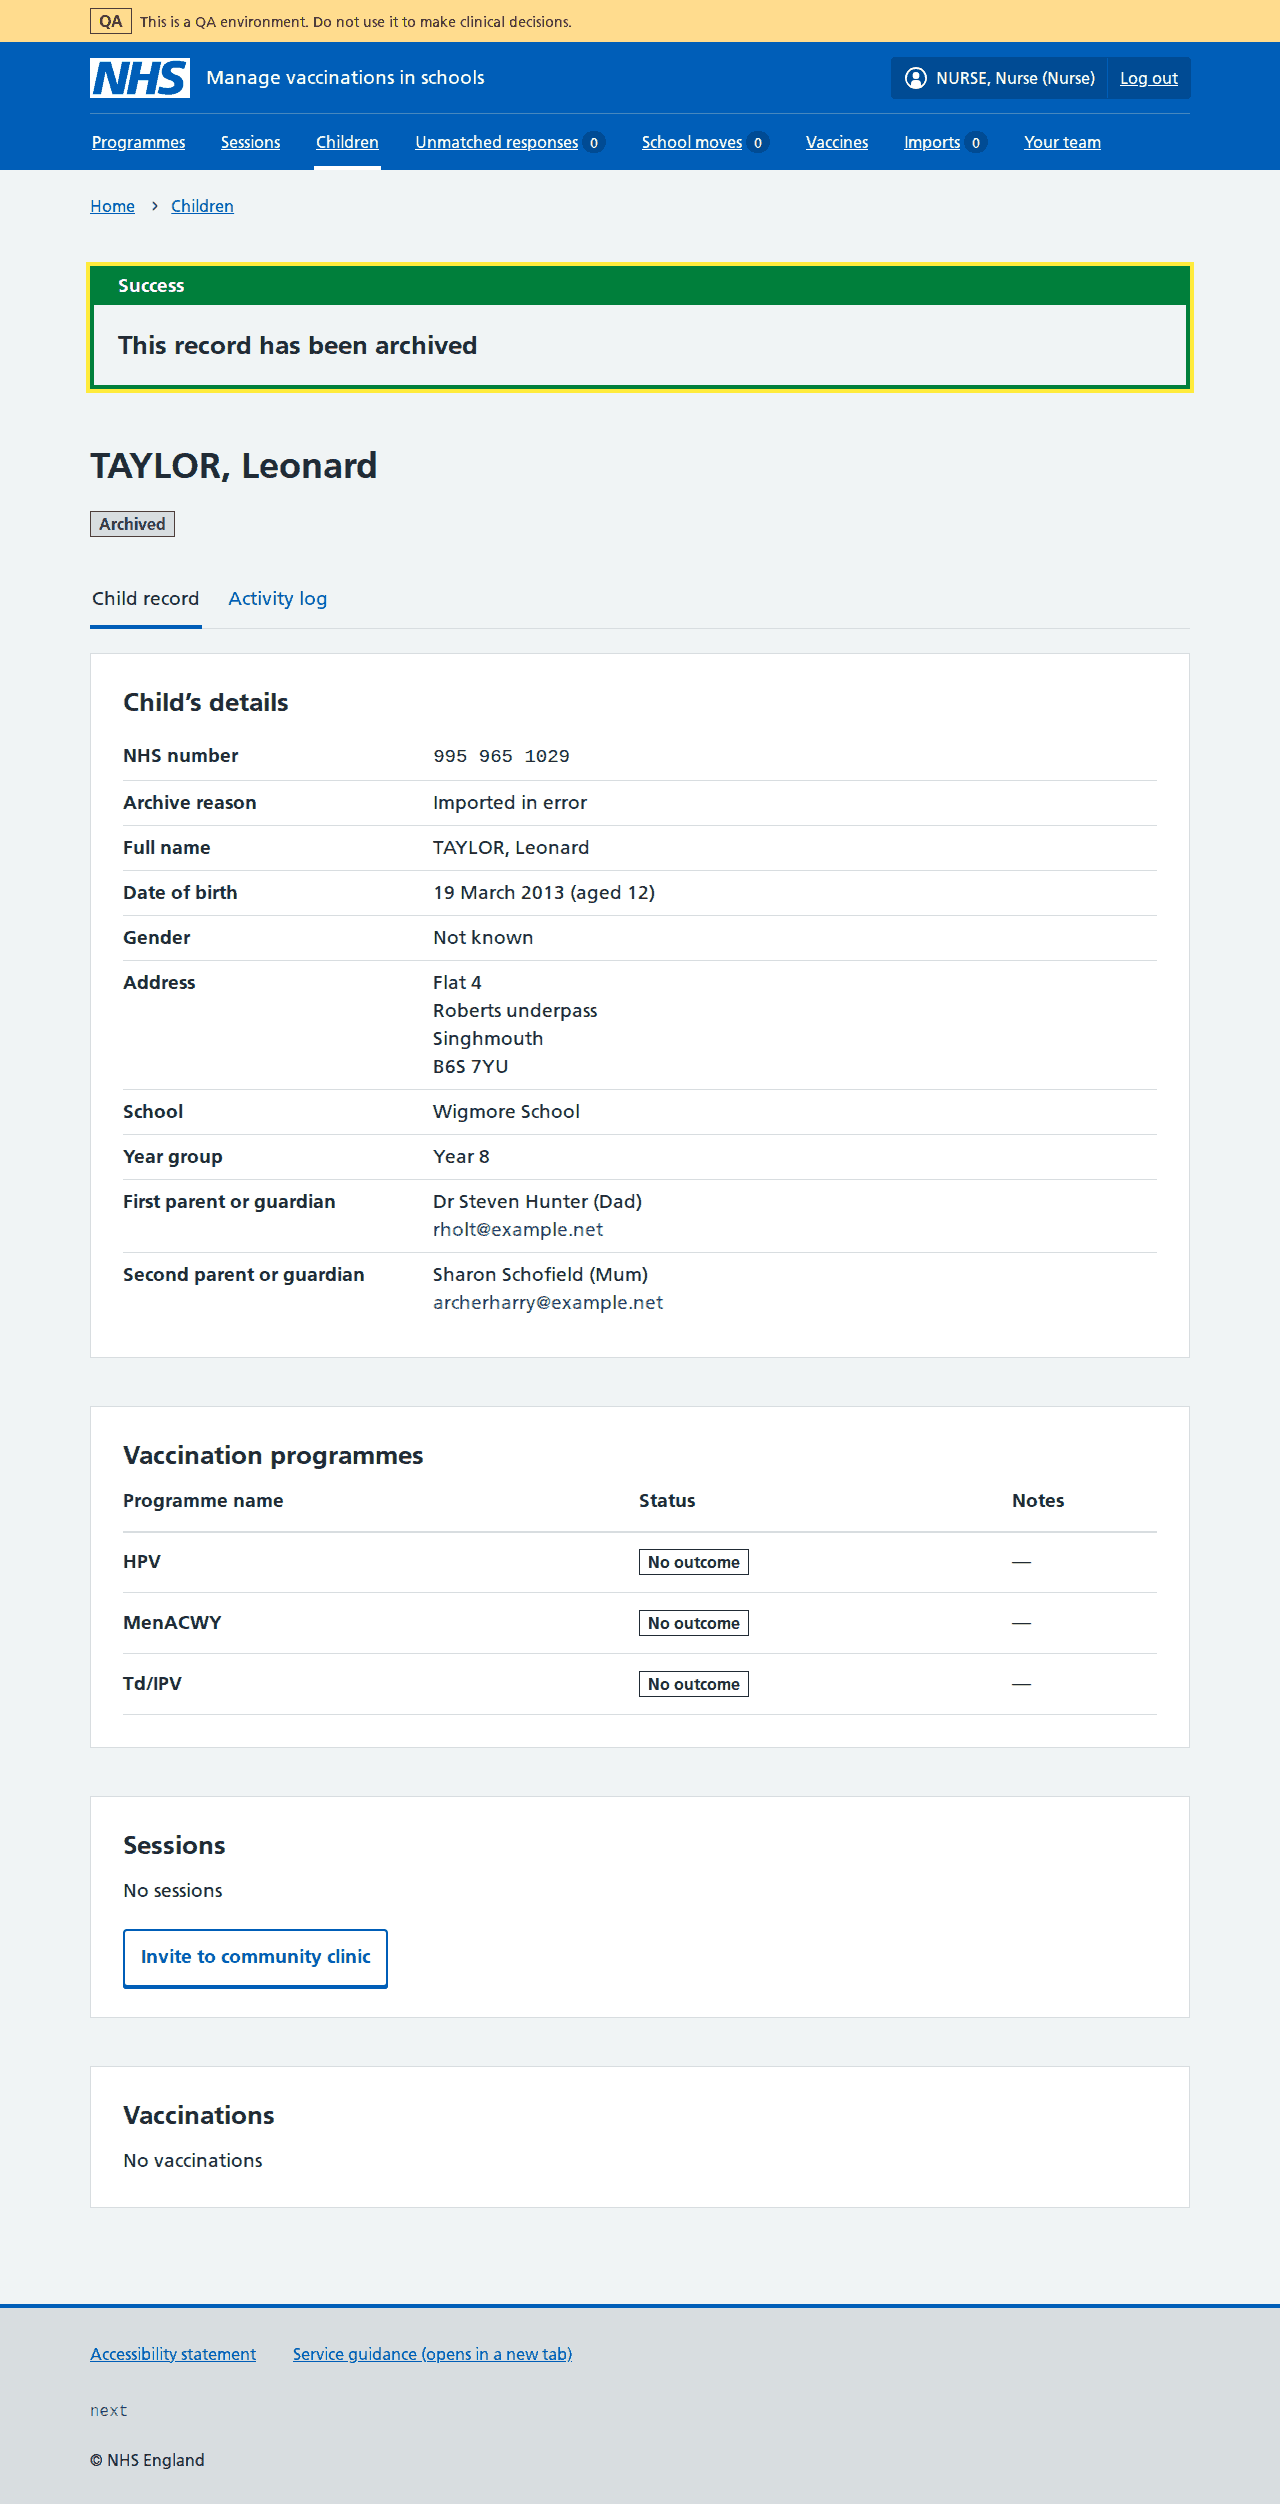 QA This is a QA environment. Do not use it to make clinical decisions.
NHS Manage vaccinations in schools NURSE, Nurse (Nurse) Log out
Programmes Sessions Children Unmatched responses 0 School moves 0 Vaccines Imports 0 Your team
Home › Children
Success
This record has been archived
TAYLOR, Leonard
Archived
Child record Activity log
Child’s details
NHS number 995 965 1029
Archive reason Imported in error
Full name TAYLOR, Leonard
Date of birth 19 March 2013 (aged 12)
Gender Not known
Address Flat 4
Roberts underpass
Singhmouth
B6S 7YU
School Wigmore School
Year group Year 8
First parent or guardian Dr Steven Hunter (Dad)
rholt@example.net
Second parent or guardian Sharon Schofield (Mum)
archerharry@example.net
Vaccination programmes
Programme name Status Notes
HPV No outcome —
MenACWY No outcome —
Td/IPV No outcome —
Sessions
No sessions
Invite to community clinic
Vaccinations
No vaccinations
Accessibility statement Service guidance (opens in a new tab)
next
© NHS England